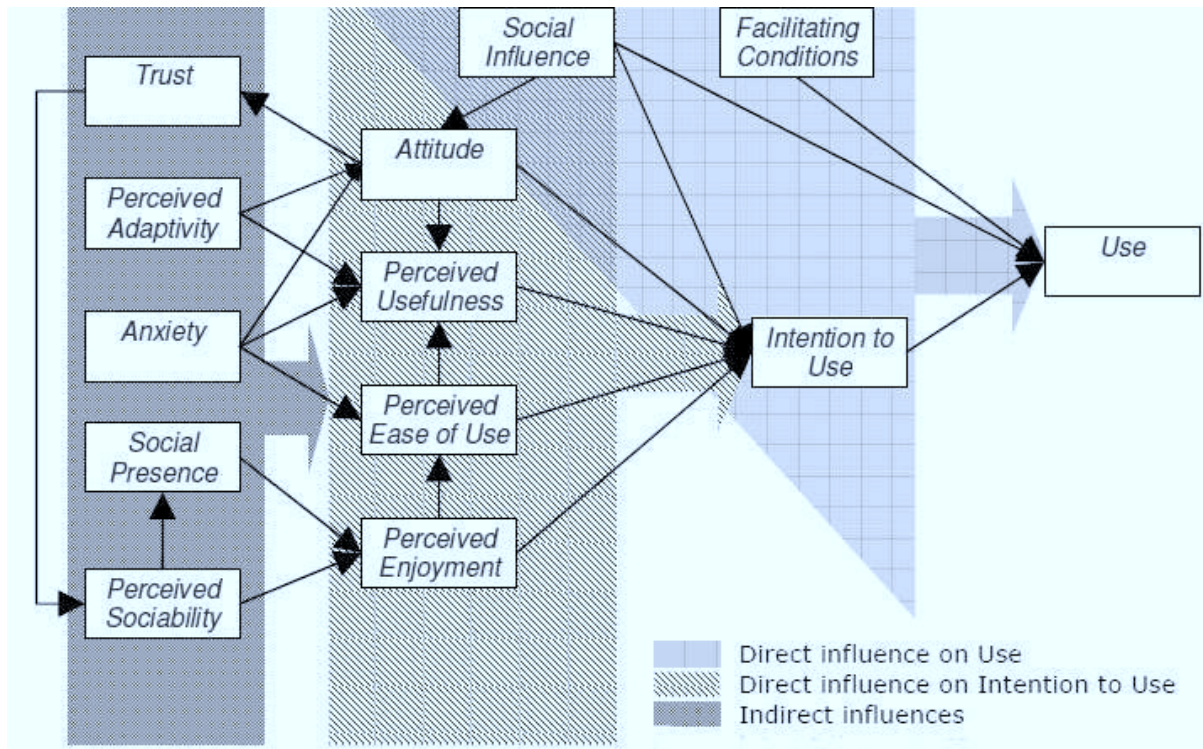 Social
Influence
Facilitating
Conditions
Trust
Attitude
Perceived
Adaptivity
Perceived
Usefulness
Use
Anxiety
Intention to
Use
Perceived
Ease of Use
Social
Presence
Perceived
Enjoyment
Perceived
Sociability
Direct influence on Use
Direct influence on Intention to Use
Indirect influences